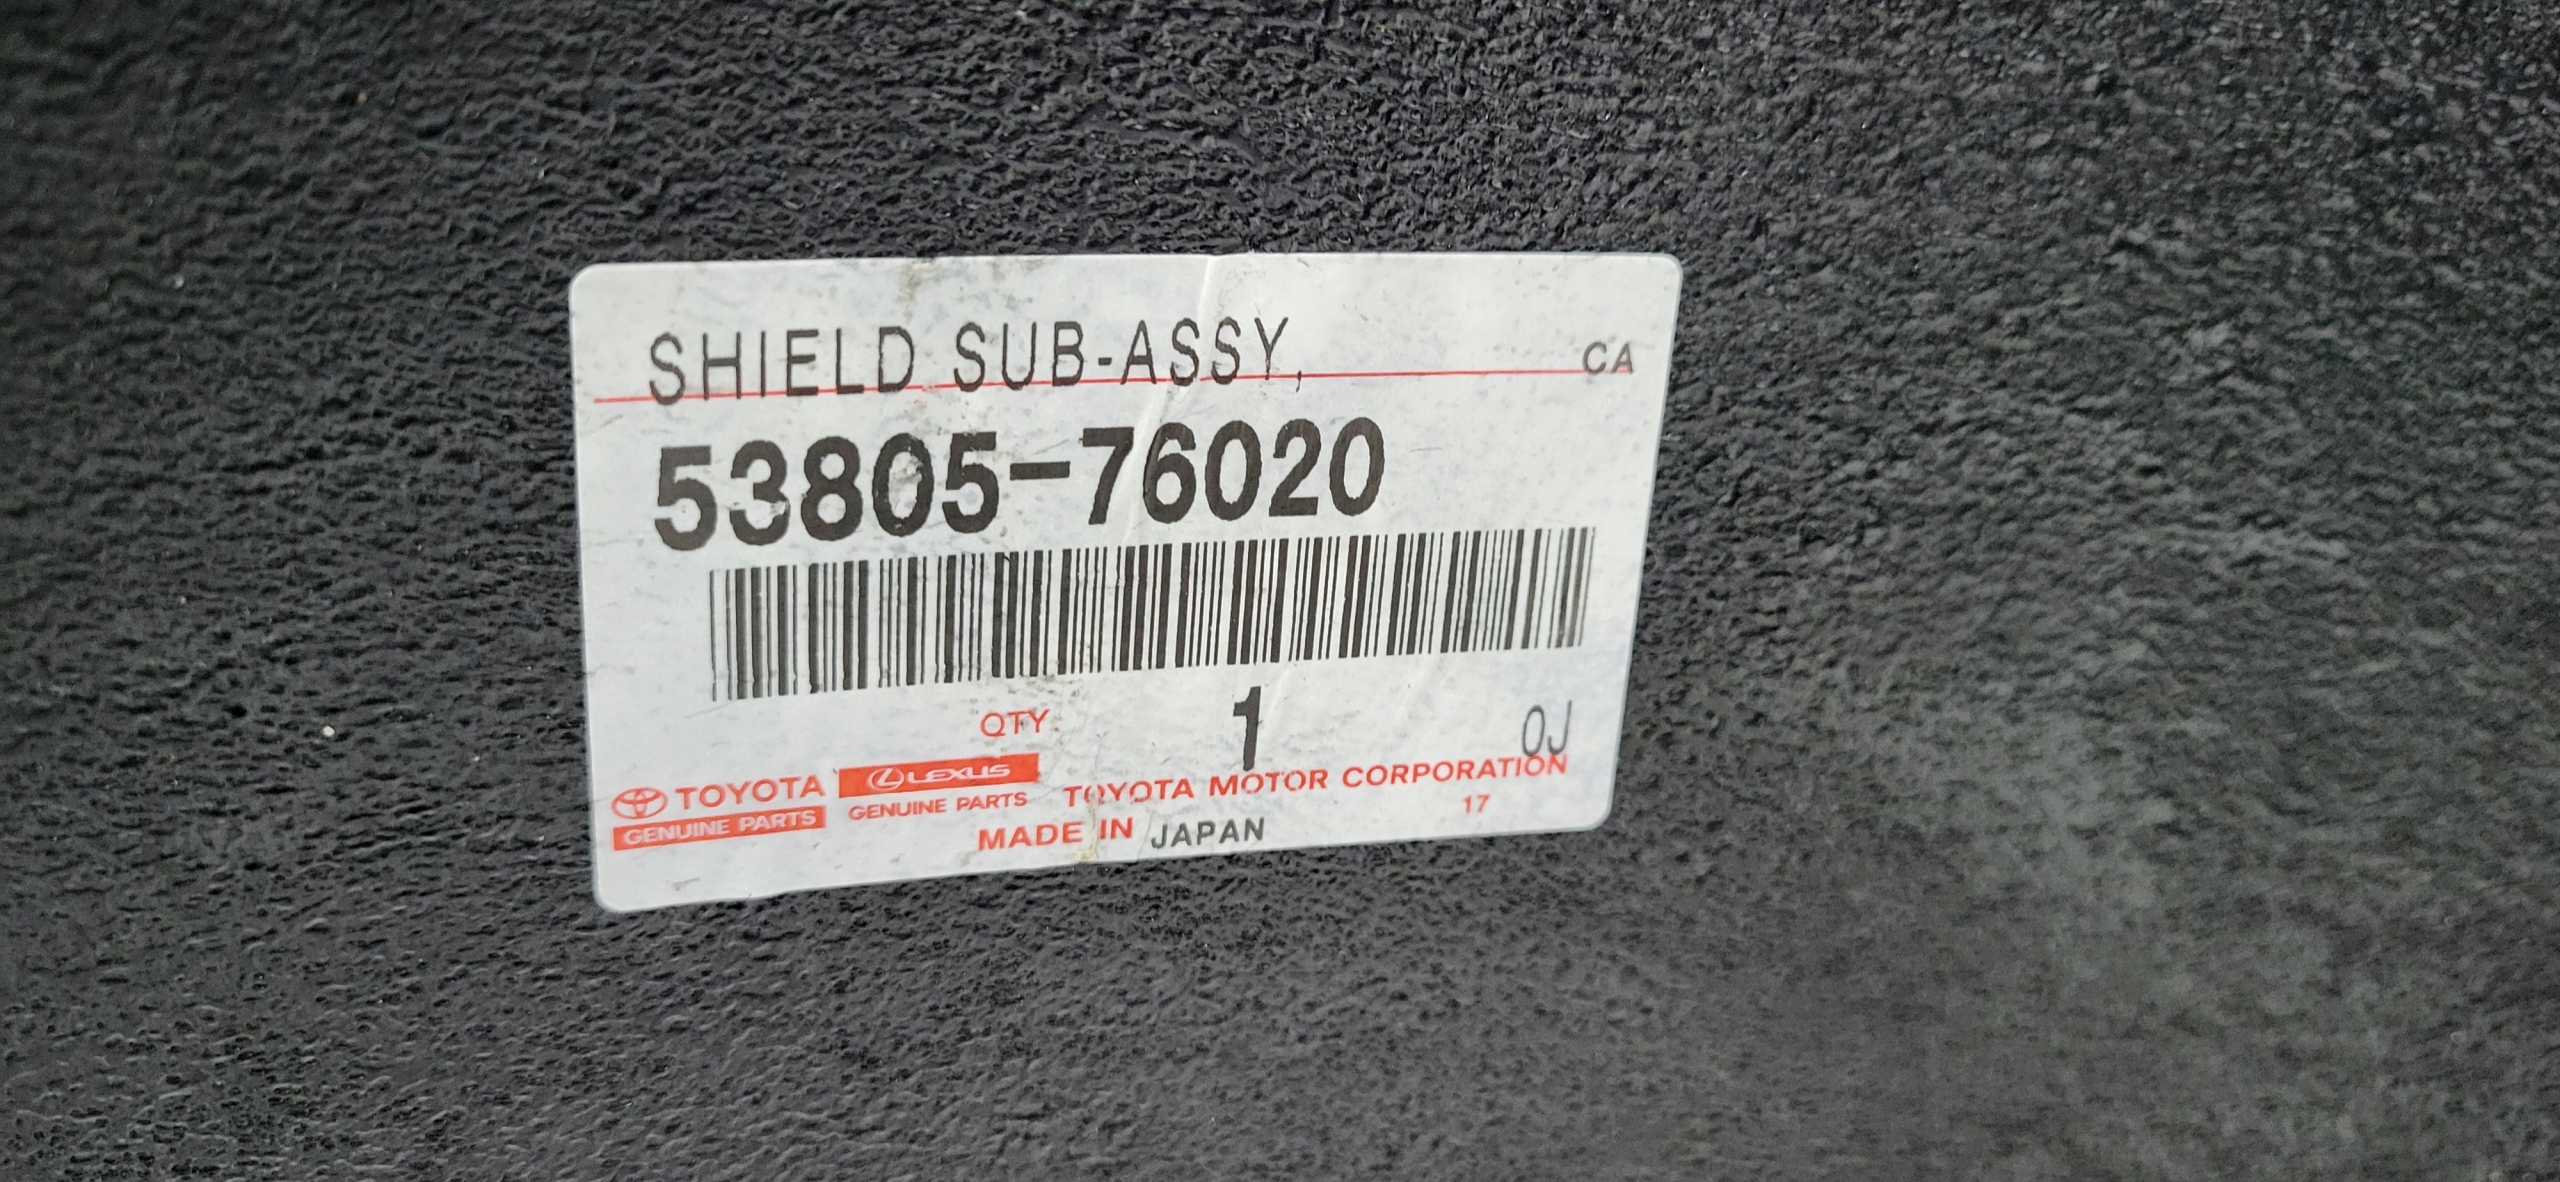 SHIELD SUB-ASSY, CA
53805-76020
QTY 1 0J
TOYOTA LEXUS TOYOTA MOTOR CORPORATION
GENUINE PARTS GENUINE PARTS 17
MADE IN JAPAN